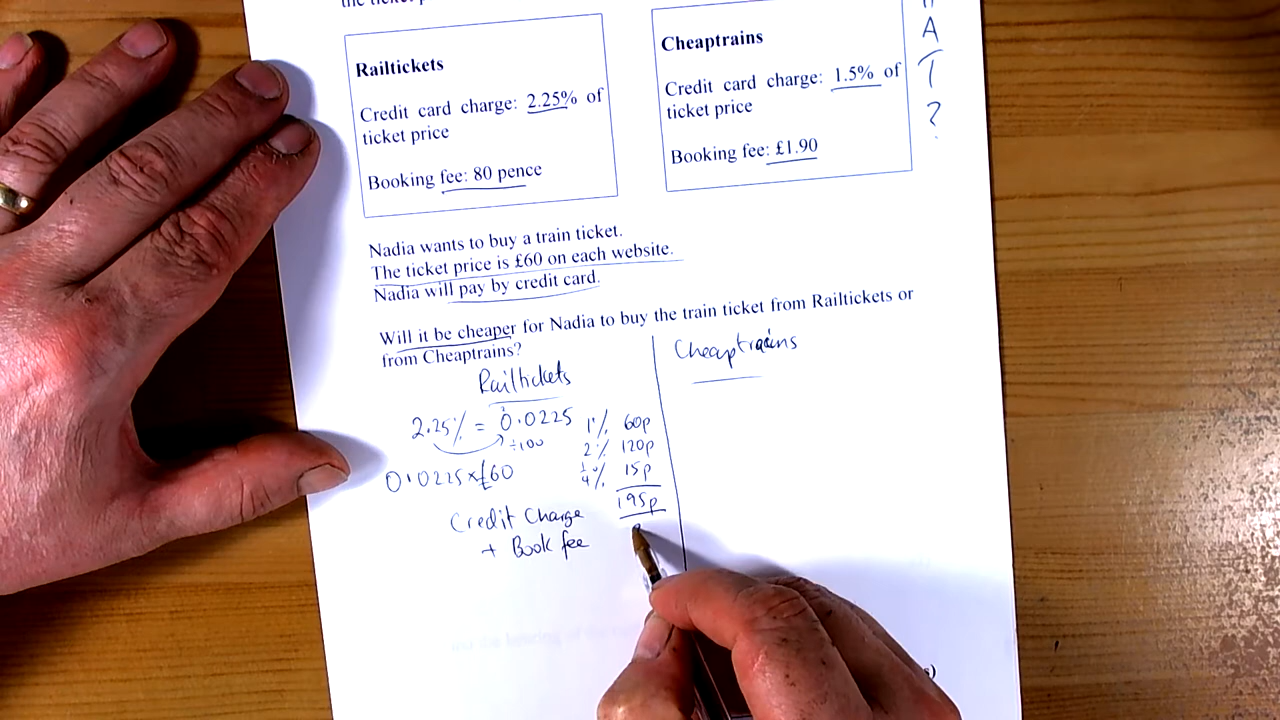 the ticket p
Railtickets
Credit card charge: 2.25% of
ticket price
Booking fee: 80 pence
Cheaptrains
Credit card charge: 1.5% of
ticket price
Booking fee: £1.90
A
T
?
Nadia wants to buy a train ticket.
The ticket price is £60 on each website.
Nadia will pay by credit card.
Will it be cheaper for Nadia to buy the train ticket from Railtickets or
from Cheaptrains?
Railtickets
2.25% = 0.0225
÷100
0.0225 x £60
1% 60p
2% 120p
1/4% 15p
195p
Credit Charge
+ Book fee
Cheaptrains